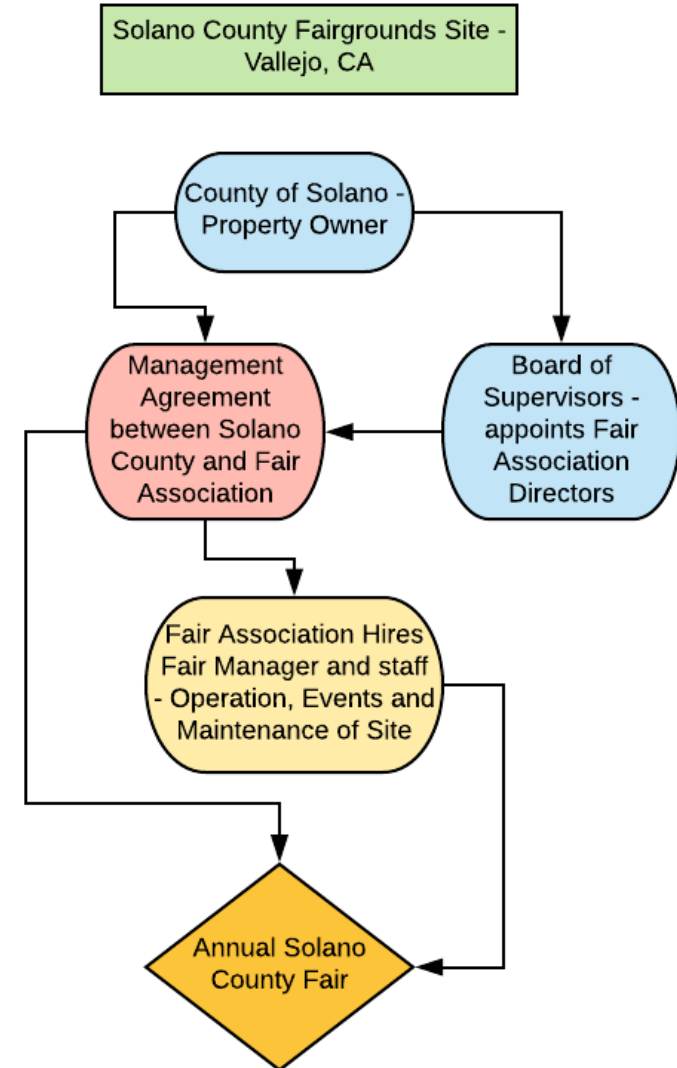 Solano County Fairgrounds Site -
Vallejo, CA
County of Solano -
Property Owner
Management
Agreement
between Solano
County and Fair
Association
Board of
Supervisors -
appoints Fair
Association
Directors
Fair Association Hires
Fair Manager and staff
- Operation, Events and
Maintenance of Site
Annual Solano
County Fair